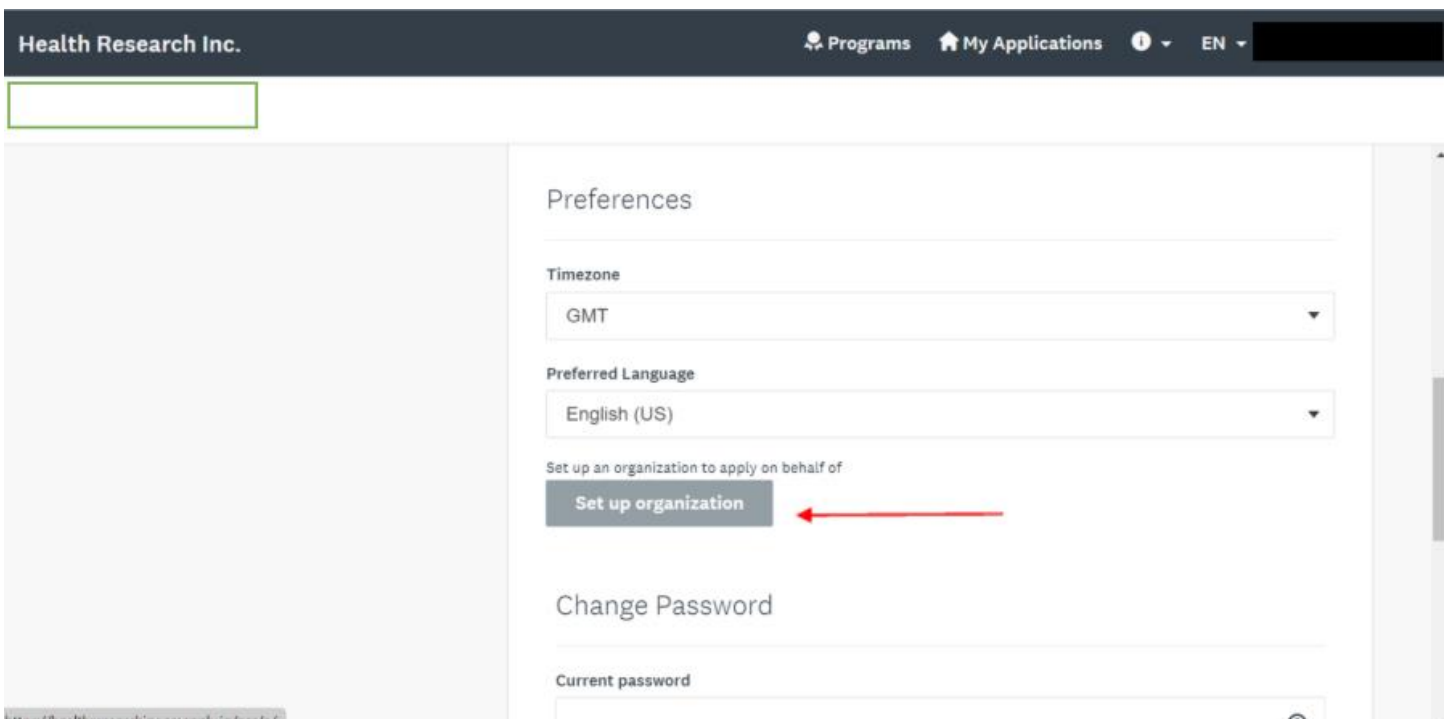 Health Research Inc.
Programs My Applications EN
Preferences
Timezone
GMT
Preferred Language
English (US)
Set up an organization to apply on behalf of
Set up organization
Change Password
Current password